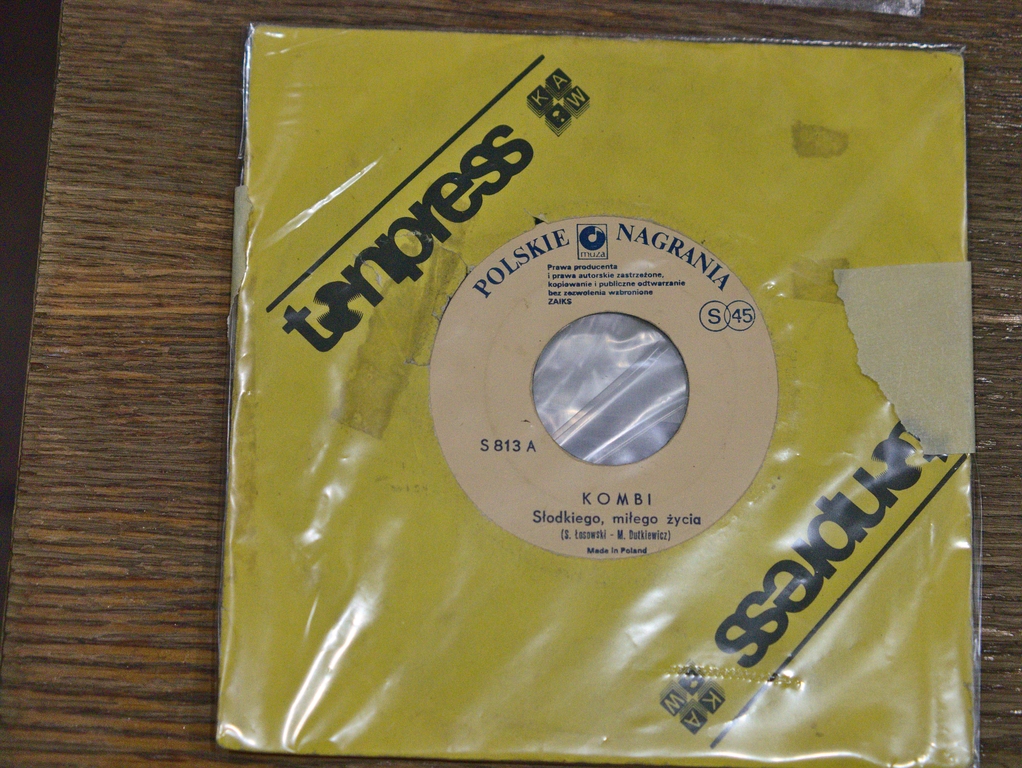 tonpress
KAW
POLSKIE NAGRANIA
muza
Prawa producenta
i prawa autorskie zastrzeżone,
kopiowanie i publiczne odtwarzanie
bez zezwolenia wzbronione
ZAIKS
S 45
S 813 A
KOMBI
Słodkiego, miłego życia
(S. Łosowski - M. Dutkiewicz)
Made in Poland
tonpress
KAW